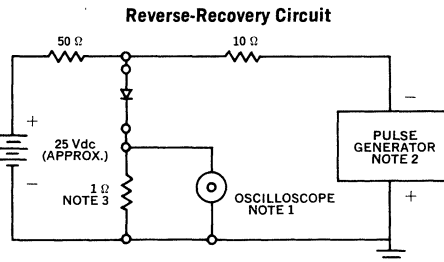 Reverse-Recovery Circuit
50 Ω
10 Ω
+
25 Vdc
(APPROX.)
−
1 Ω
NOTE 3
OSCILLOSCOPE
NOTE 1
−
PULSE
GENERATOR
NOTE 2
+